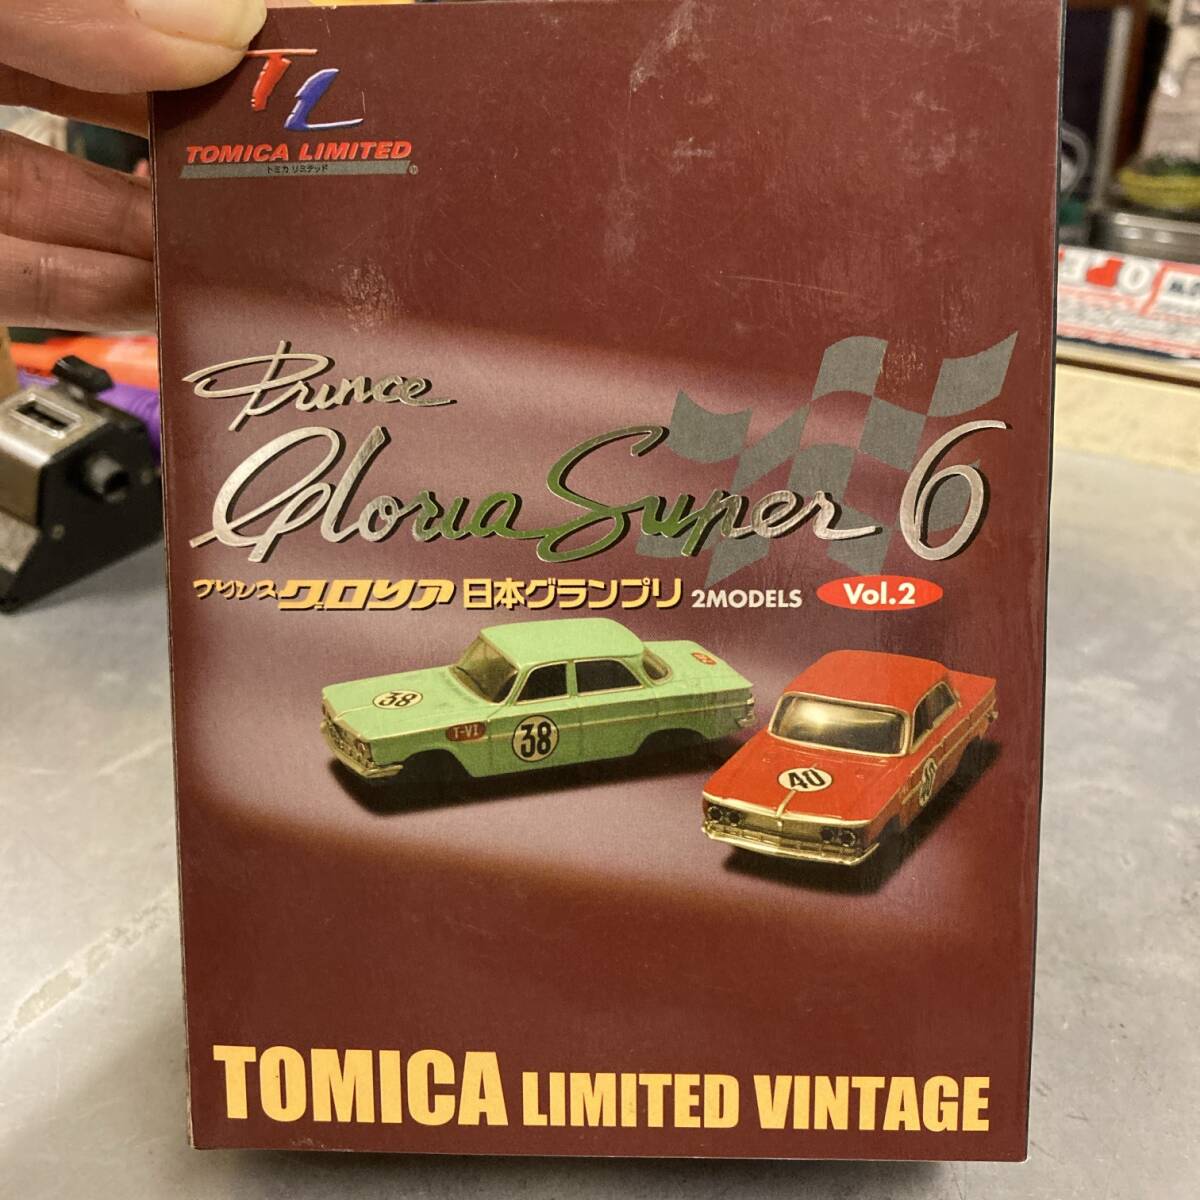 TL
TOMICA LIMITED
トミカリミテッド
Prince
Gloria Super 6
プリンス グロリア 日本グランプリ 2MODELS Vol.2
38
T-VI
38
40
40
TOMICA LIMITED VINTAGE